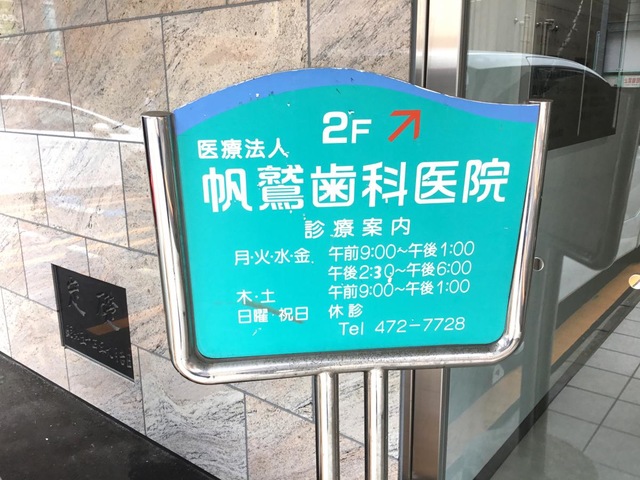 2F
医療法人
帆鷲歯科医院
診療案内
月・火・水・金 午前9:00～午後1:00
午後2:30～午後6:00
木・土 午前9:00～午後1:00
日曜・祝日 休診
Tel 472-7728